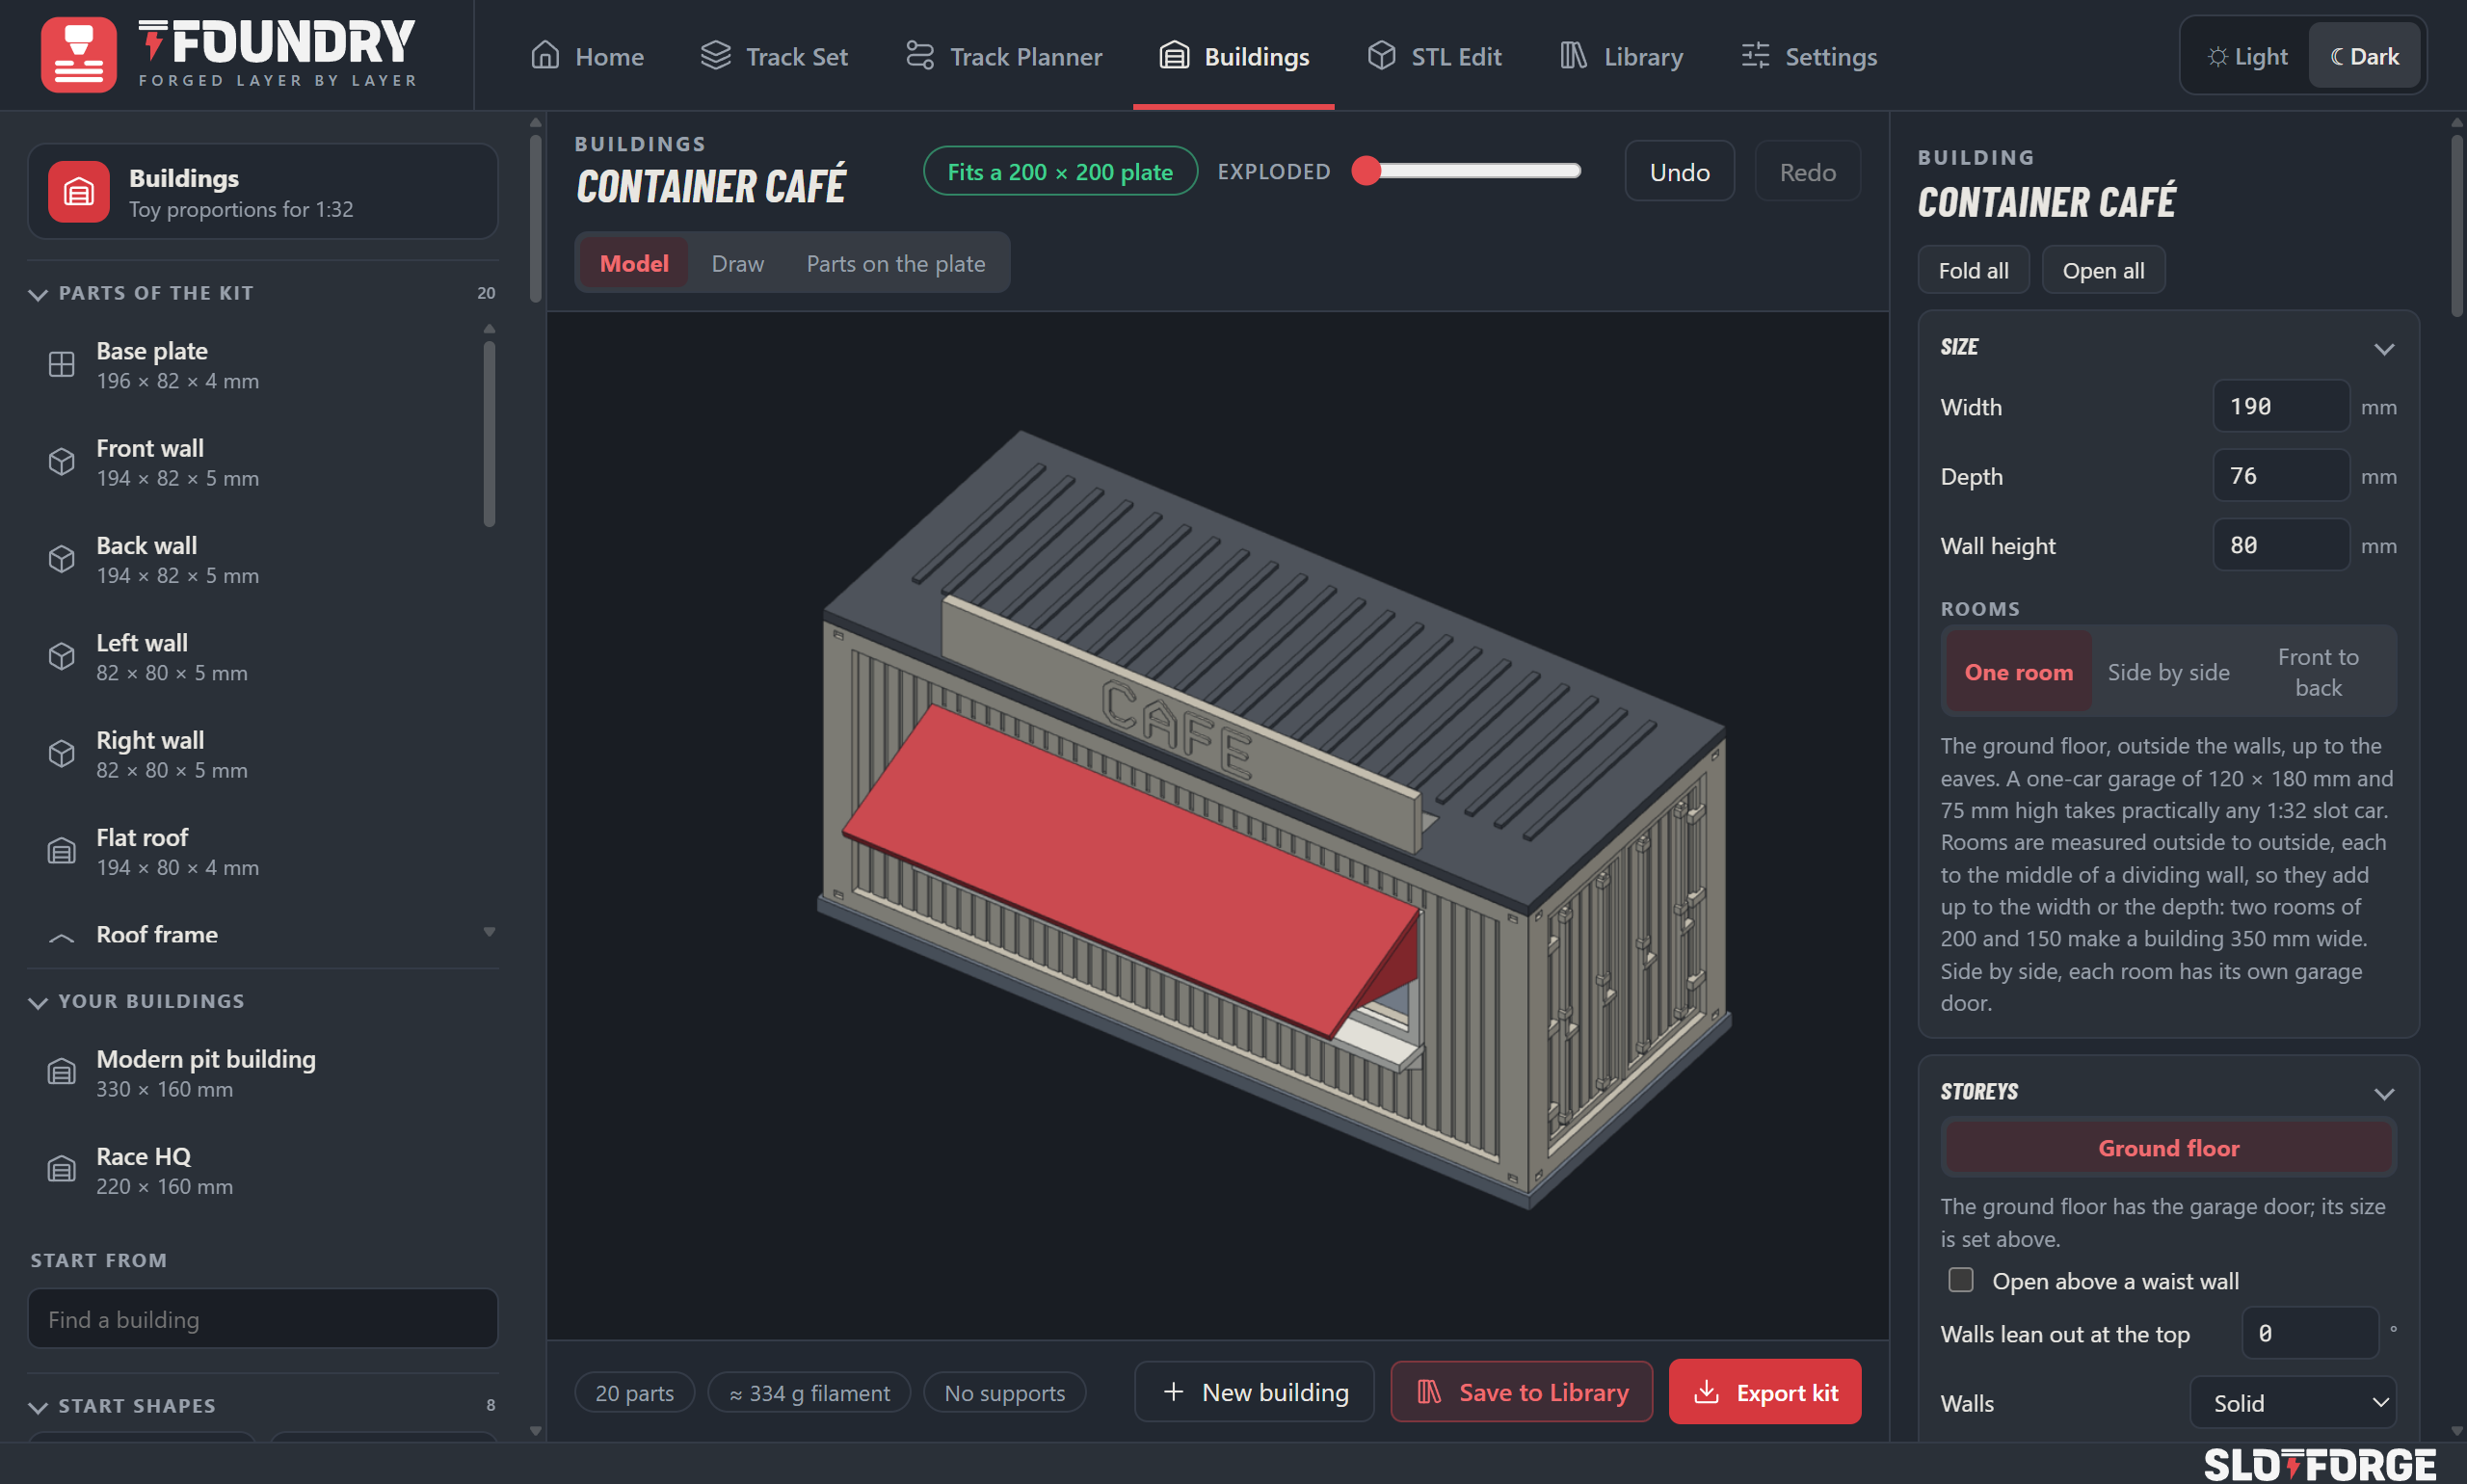 FOUNDRY
FORGED LAYER BY LAYER
Home
Track Set
Track Planner
Buildings
STL Edit
Library
Settings
Light
Dark
Buildings
Toy proportions for 1:32
PARTS OF THE KIT
20
Base plate
196 × 82 × 4 mm
Front wall
194 × 82 × 5 mm
Back wall
194 × 82 × 5 mm
Left wall
82 × 80 × 5 mm
Right wall
82 × 80 × 5 mm
Flat roof
194 × 80 × 4 mm
Roof frame
YOUR BUILDINGS
Modern pit building
330 × 160 mm
Race HQ
220 × 160 mm
START FROM
Find a building
START SHAPES
8
BUILDINGS
CONTAINER CAFÉ
Fits a 200 × 200 plate
EXPLODED
Undo
Redo
Model
Draw
Parts on the plate
CAFE
20 parts
≈ 334 g filament
No supports
New building
Save to Library
Export kit
BUILDING
CONTAINER CAFÉ
Fold all
Open all
SIZE
Width
190
mm
Depth
76
mm
Wall height
80
mm
ROOMS
One room
Side by side
Front to
back
The ground floor, outside the walls, up to the
eaves. A one-car garage of 120 × 180 mm and
75 mm high takes practically any 1:32 slot car.
Rooms are measured outside to outside, each
to the middle of a dividing wall, so they add
up to the width or the depth: two rooms of
200 and 150 make a building 350 mm wide.
Side by side, each room has its own garage
door.
STOREYS
Ground floor
The ground floor has the garage door; its size
is set above.
Open above a waist wall
Walls lean out at the top
0
°
Walls
Solid
SLOTFORGE